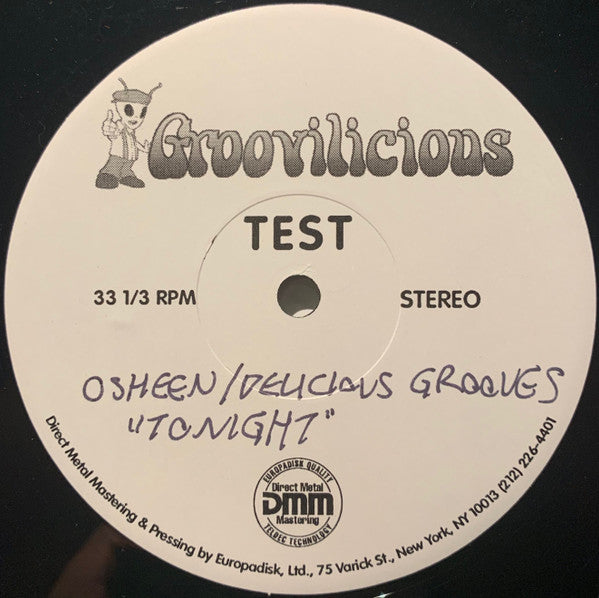 Groovilicious
TEST
33 1/3 RPM
STEREO
OSHEEN/DELICIOUS GROOVES
"TONIGHT"
EUROPADISK QUALITY
Direct Metal
DMM
Mastering
TELDEC TECHNOLOGY
Direct Metal Mastering & Pressing by Europadisk, Ltd., 75 Varick St., New York, NY 10013 (212) 226-4401